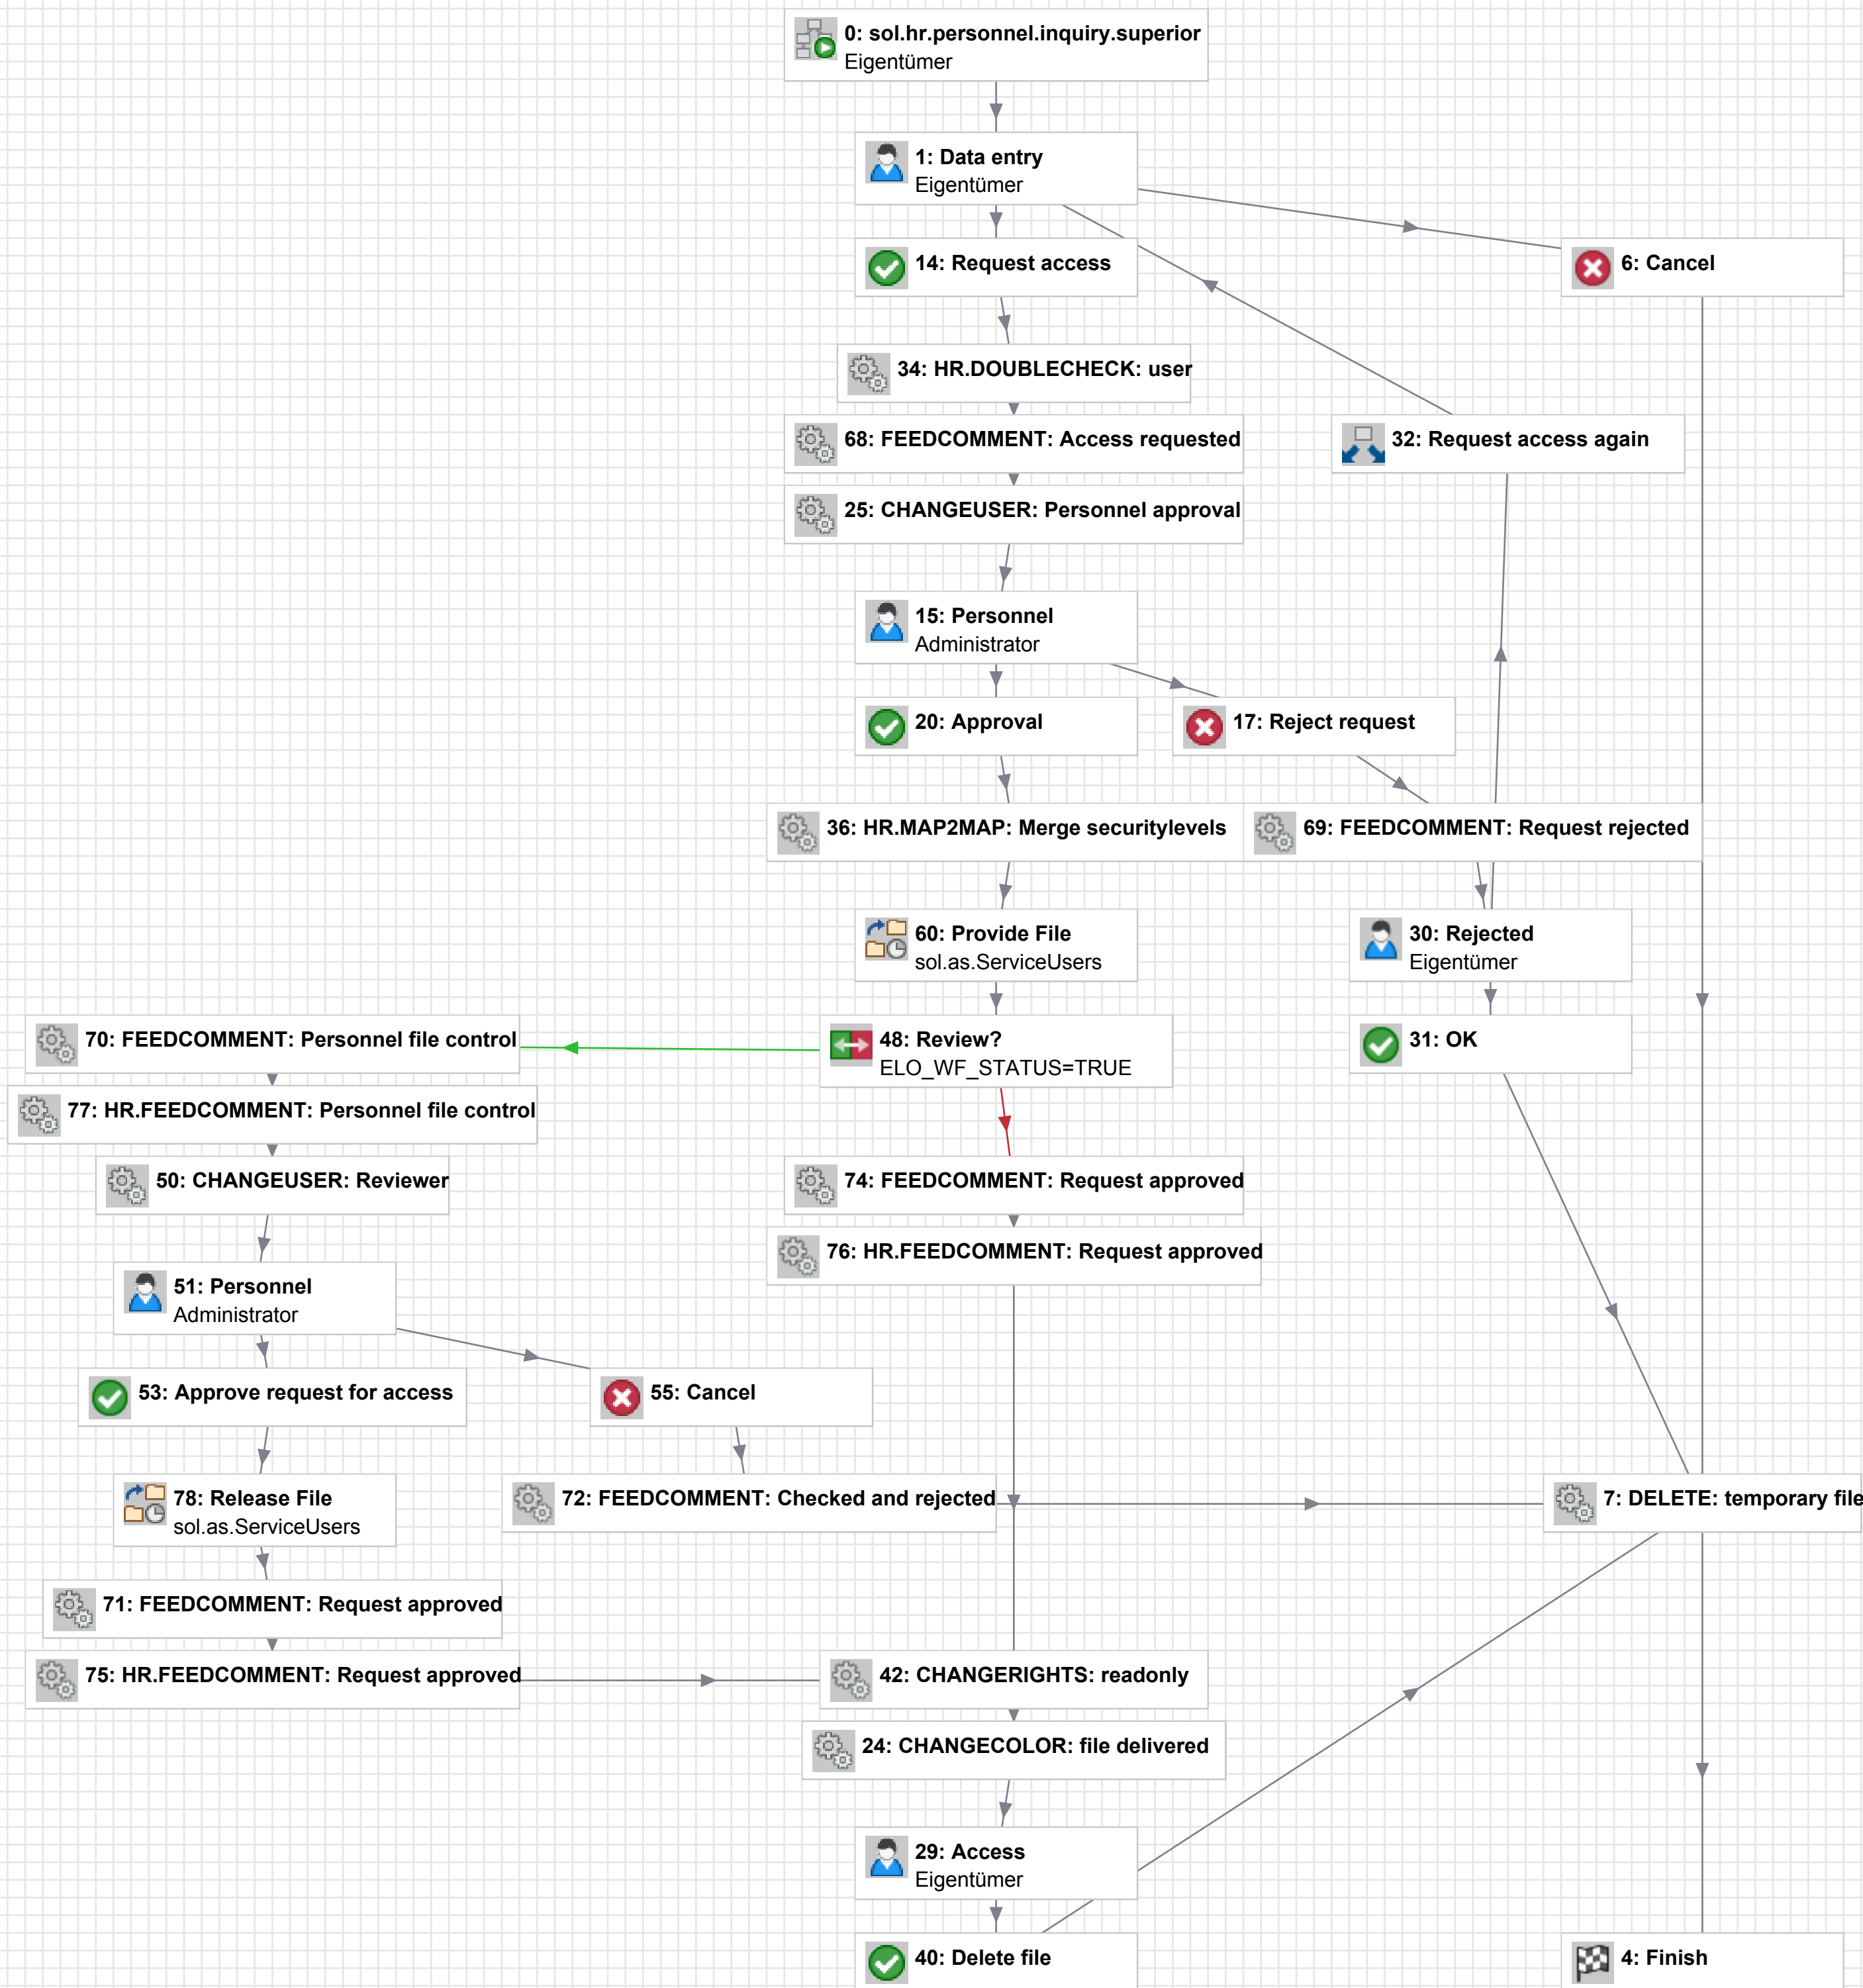 0: sol.hr.personnel.inquiry.superior
Eigentümer
1: Data entry
Eigentümer
14: Request access
6: Cancel
34: HR.DOUBLECHECK: user
68: FEEDCOMMENT: Access requested
32: Request access again
25: CHANGEUSER: Personnel approval
15: Personnel
Administrator
20: Approval
17: Reject request
36: HR.MAP2MAP: Merge securitylevels
69: FEEDCOMMENT: Request rejected
60: Provide File
sol.as.ServiceUsers
30: Rejected
Eigentümer
70: FEEDCOMMENT: Personnel file control
48: Review?
ELO_WF_STATUS=TRUE
31: OK
77: HR.FEEDCOMMENT: Personnel file control
50: CHANGEUSER: Reviewer
74: FEEDCOMMENT: Request approved
76: HR.FEEDCOMMENT: Request approved
51: Personnel
Administrator
53: Approve request for access
55: Cancel
78: Release File
sol.as.ServiceUsers
72: FEEDCOMMENT: Checked and rejected
7: DELETE: temporary file
71: FEEDCOMMENT: Request approved
75: HR.FEEDCOMMENT: Request approved
42: CHANGERIGHTS: readonly
24: CHANGECOLOR: file delivered
29: Access
Eigentümer
40: Delete file
4: Finish